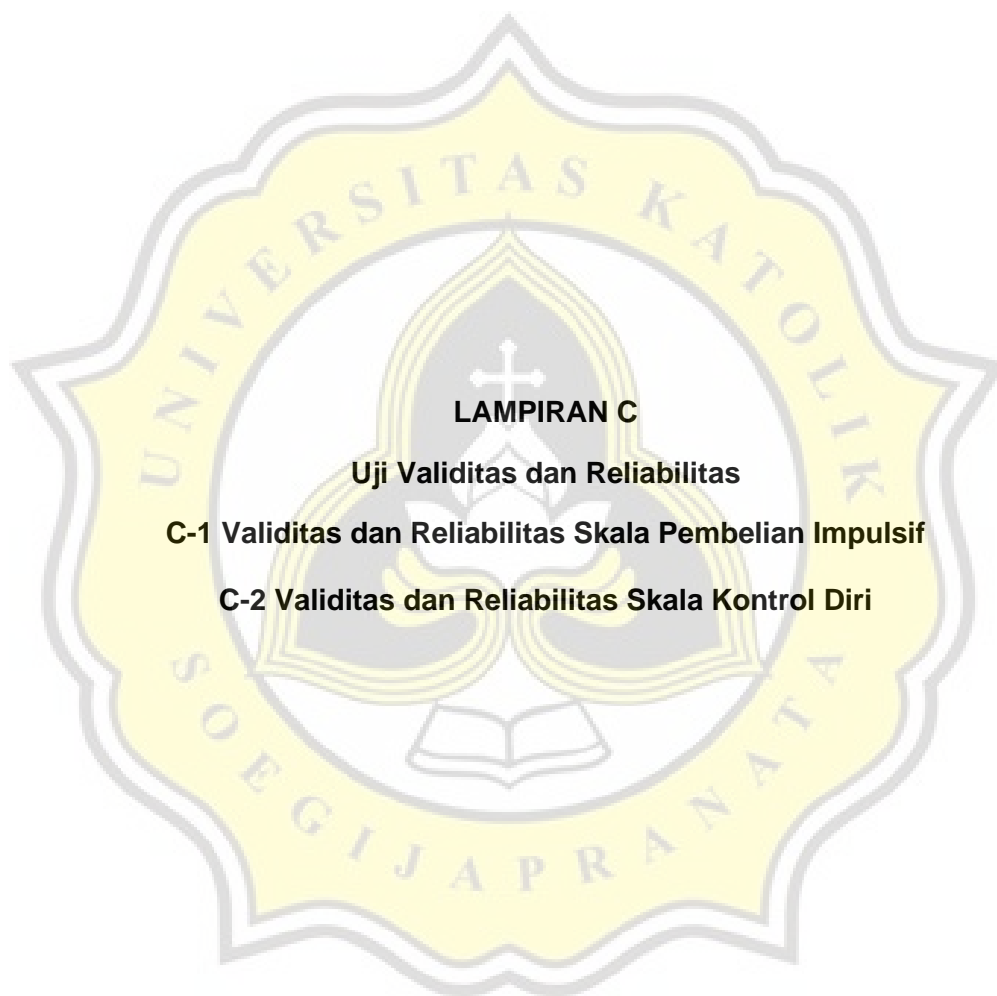 UNIVERSITAS KATOLIK
LAMPIRAN C
Uji Validitas dan Reliabilitas
C-1 Validitas dan Reliabilitas Skala Pembelian Impulsif
C-2 Validitas dan Reliabilitas Skala Kontrol Diri
SOEGIJAPRANATA